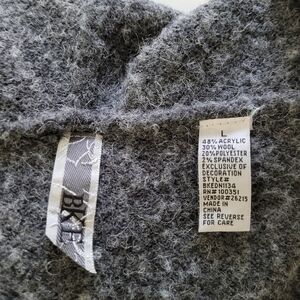 BKE
L
48% ACRYLIC
30% WOOL
20% POLYESTER
2% SPANDEX
EXCLUSIVE OF
DECORATION
STYLE#
BKEDN1134
RN# 100351
VENDOR# 26215
MADE IN
CHINA
SEE REVERSE
FOR CARE